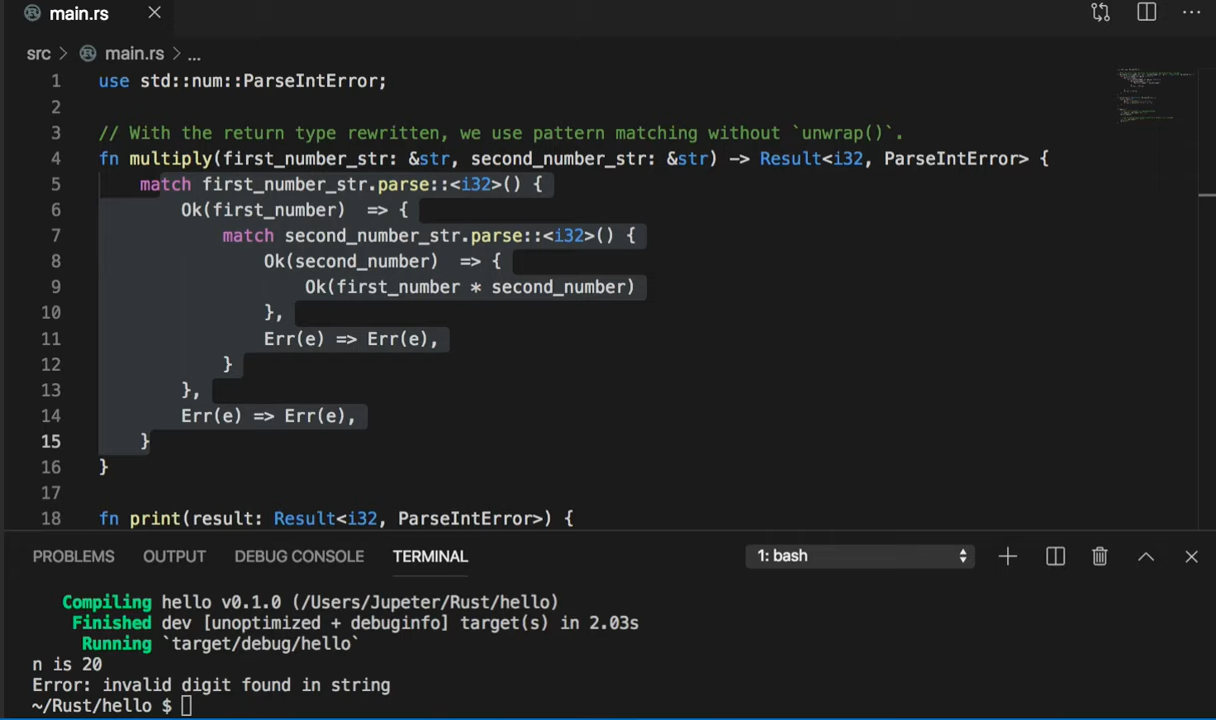 main.rs
src > main.rs > ...
1 use std::num::ParseIntError;
2
3 // With the return type rewritten, we use pattern matching without `unwrap()`.
4 fn multiply(first_number_str: &str, second_number_str: &str) -> Result<i32, ParseIntError> {
5     match first_number_str.parse::<i32>() {
6         Ok(first_number)  => {
7             match second_number_str.parse::<i32>() {
8                 Ok(second_number)  => {
9                     Ok(first_number * second_number)
10                 },
11                 Err(e) => Err(e),
12             }
13         },
14         Err(e) => Err(e),
15     }
16 }
17
18 fn print(result: Result<i32, ParseIntError>) {
PROBLEMS OUTPUT DEBUG CONSOLE TERMINAL 1: bash
Compiling hello v0.1.0 (/Users/Jupeter/Rust/hello)
Finished dev [unoptimized + debuginfo] target(s) in 2.03s
Running `target/debug/hello`
n is 20
Error: invalid digit found in string
~/Rust/hello $